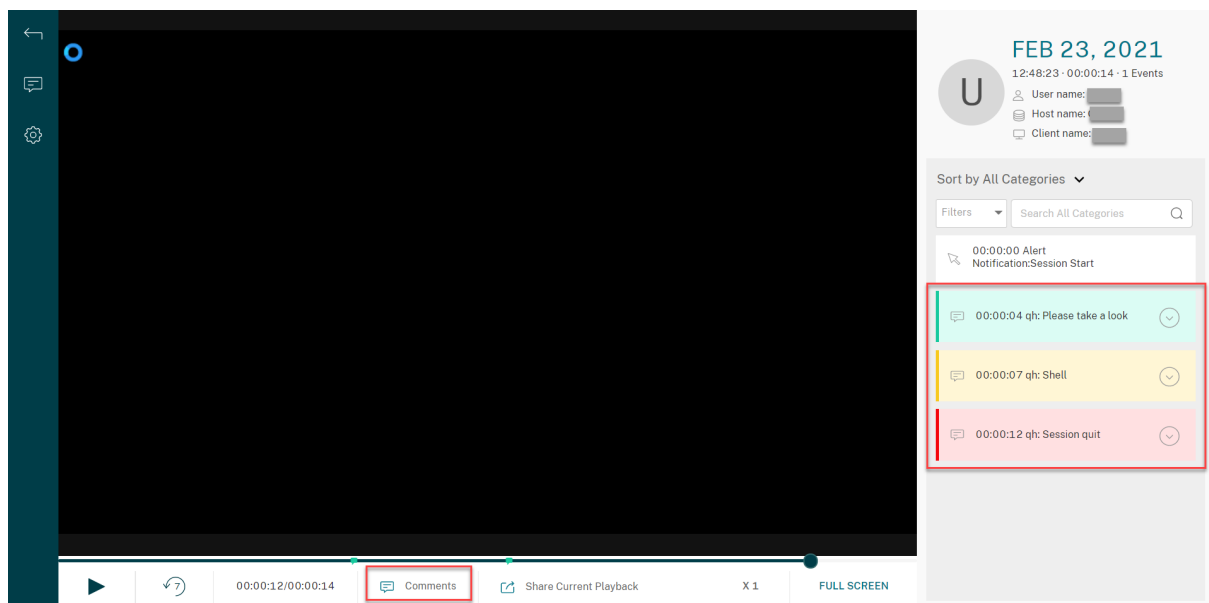 FEB 23, 2021
12:48:23 · 00:00:14 · 1 Events
U
User name:
Host name:
Client name:
Sort by All Categories
Filters
Search All Categories
00:00:00 Alert
Notification:Session Start
00:00:04 qh: Please take a look
00:00:07 qh: Shell
00:00:12 qh: Session quit
7
00:00:12/00:00:14
Comments
Share Current Playback
X 1
FULL SCREEN